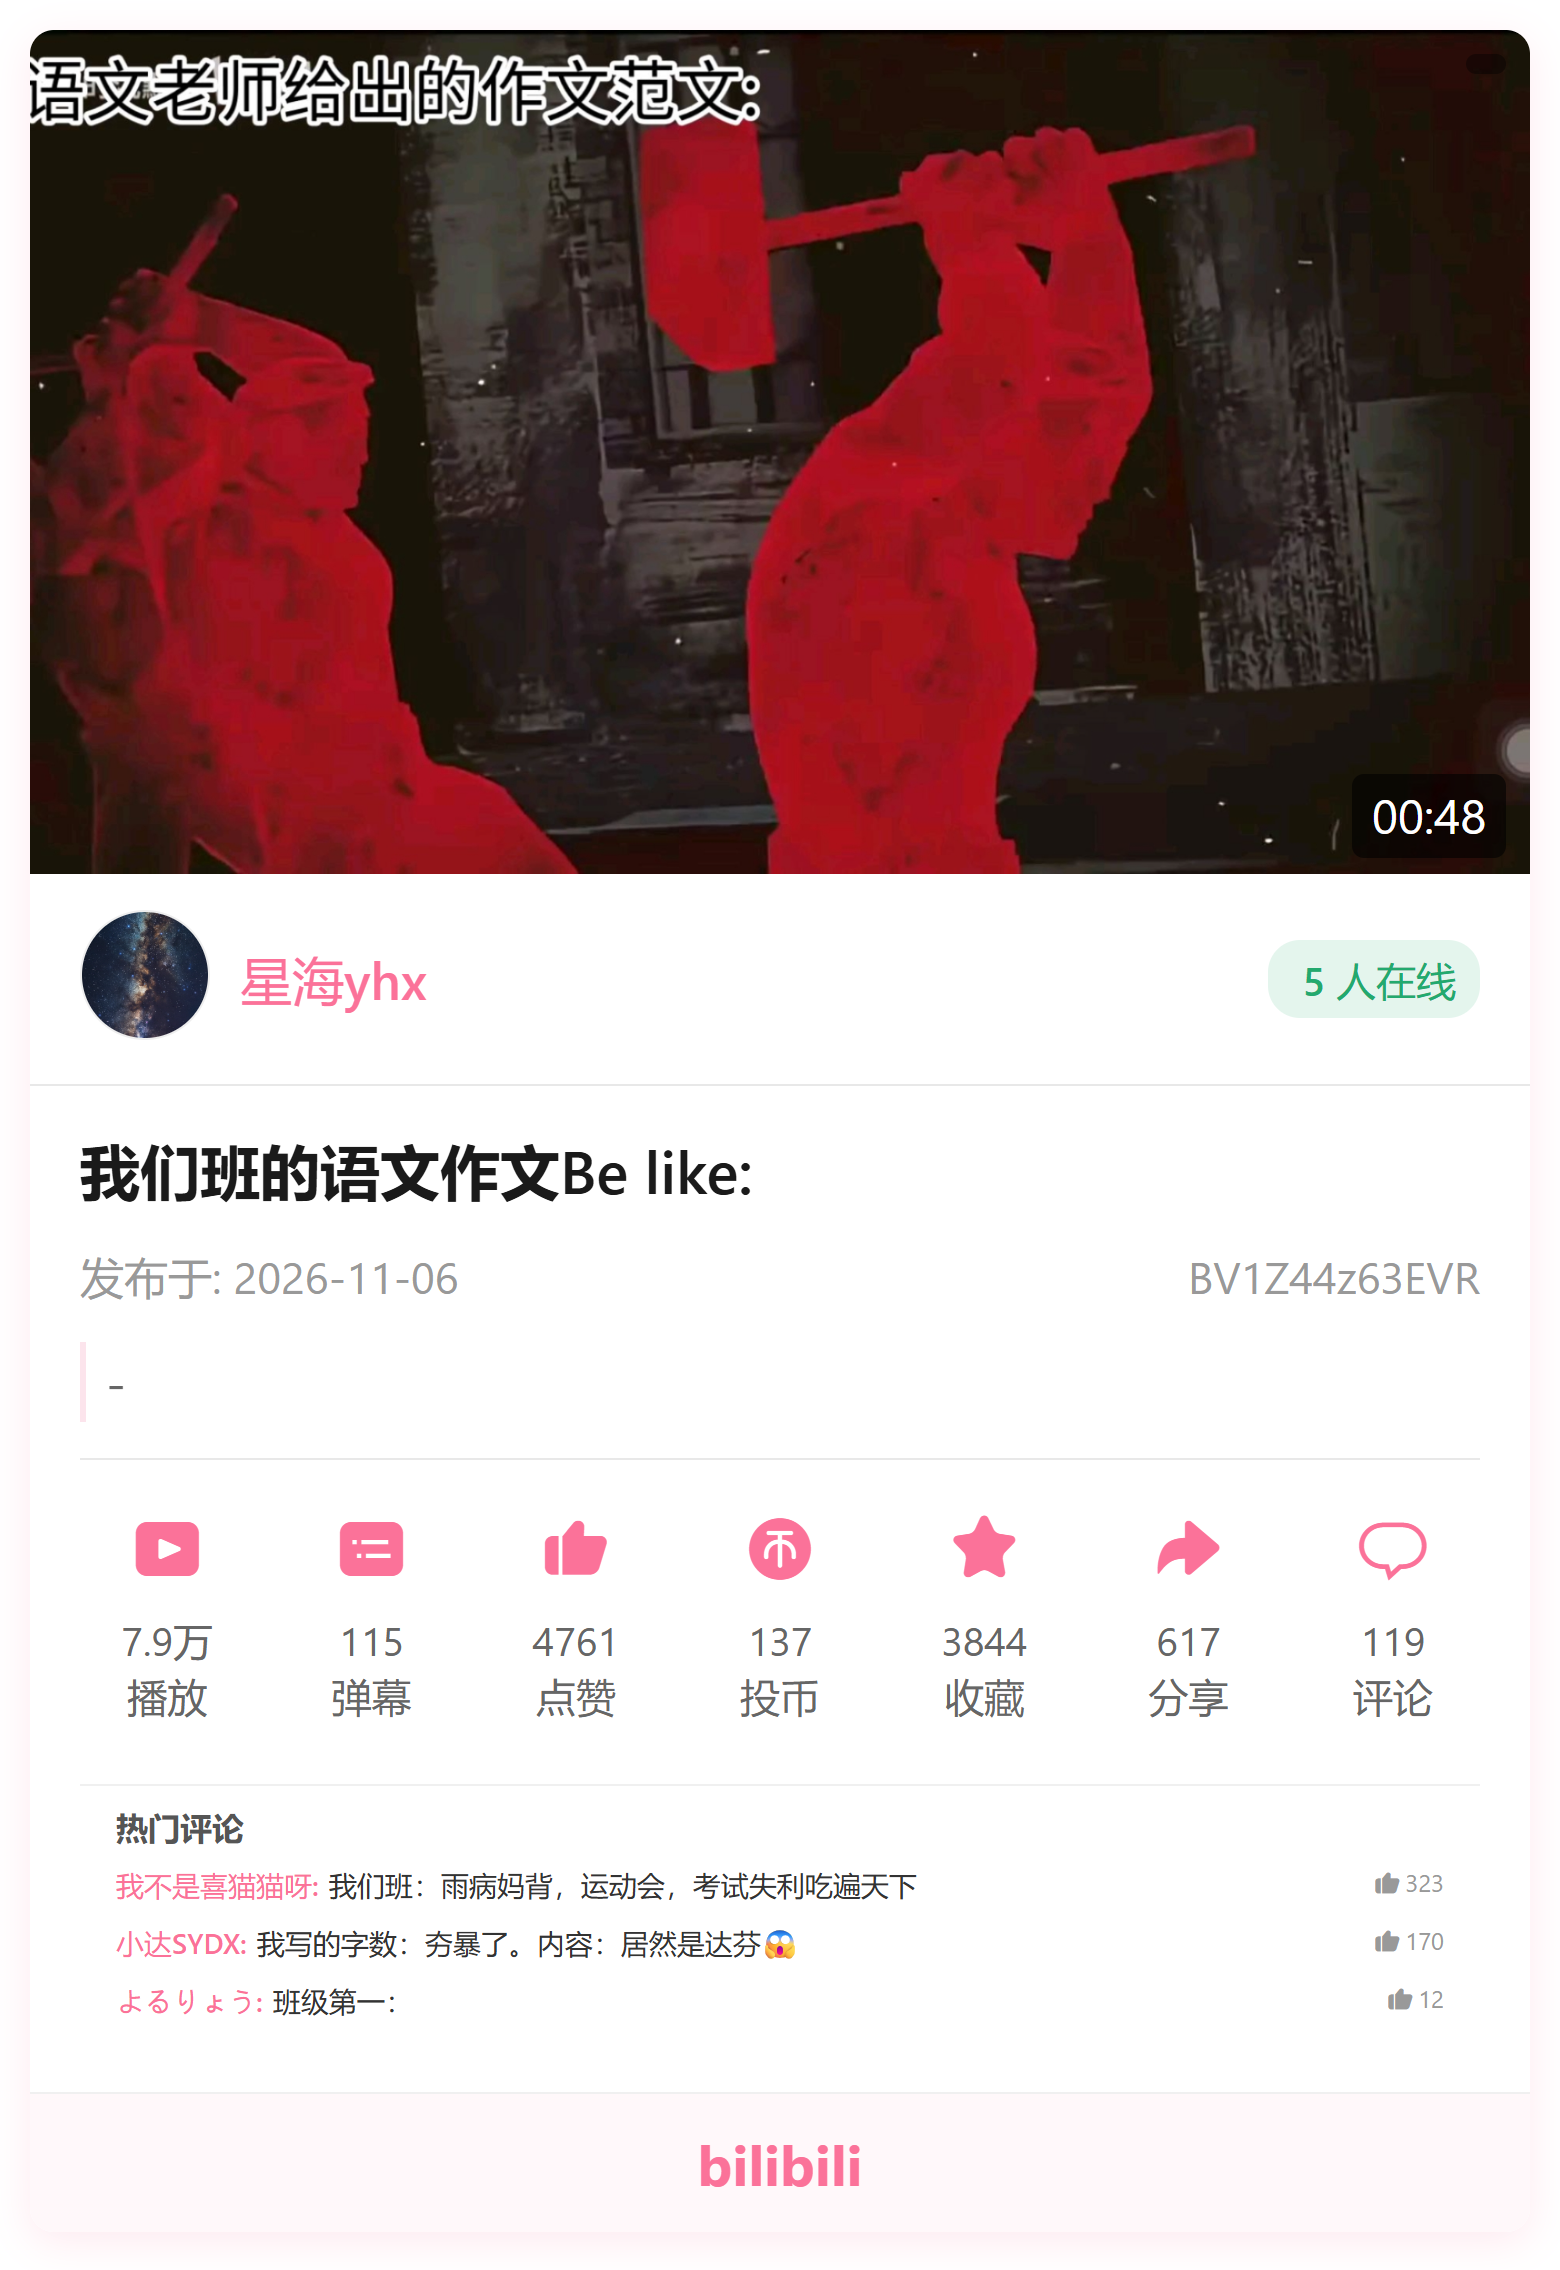 语文老师给出的作文范文:
00:48
星海yhx
5 人在线
我们班的语文作文Be like:
发布于: 2026-11-06
BV1Z44z63EVR
-
7.9万
115
4761
137
3844
617
119
播放
弹幕
点赞
投币
收藏
分享
评论
热门评论
我不是喜猫猫呀: 我们班：雨病妈背，运动会，考试失利吃遍天下
323
小达SYDX: 我写的字数：夯暴了。内容：居然是达芬😱
170
よるりょう: 班级第一：
12
bilibili